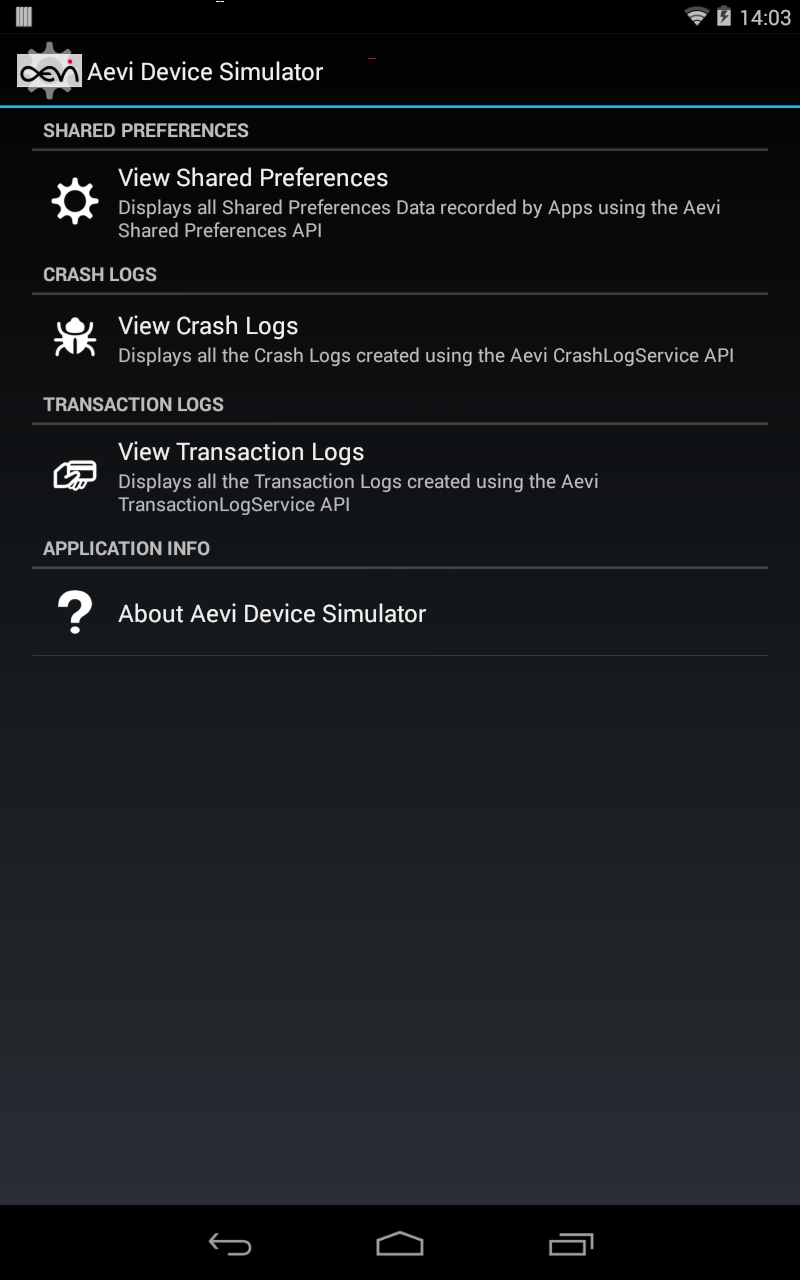 14:03
aevi Aevi Device Simulator
SHARED PREFERENCES
View Shared Preferences
Displays all Shared Preferences Data recorded by Apps using the Aevi
Shared Preferences API
CRASH LOGS
View Crash Logs
Displays all the Crash Logs created using the Aevi CrashLogService API
TRANSACTION LOGS
View Transaction Logs
Displays all the Transaction Logs created using the Aevi
TransactionLogService API
APPLICATION INFO
? About Aevi Device Simulator